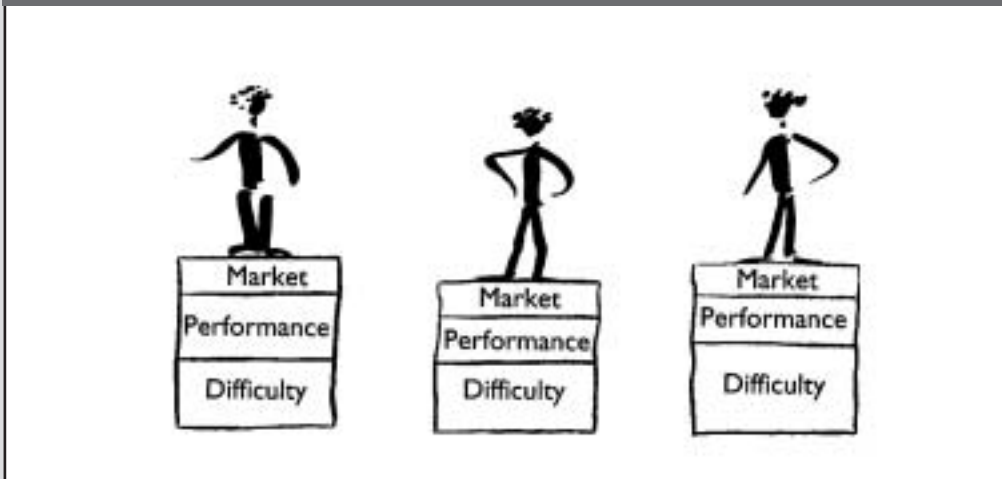 Market
Performance
Difficulty
Market
Performance
Difficulty
Market
Performance
Difficulty